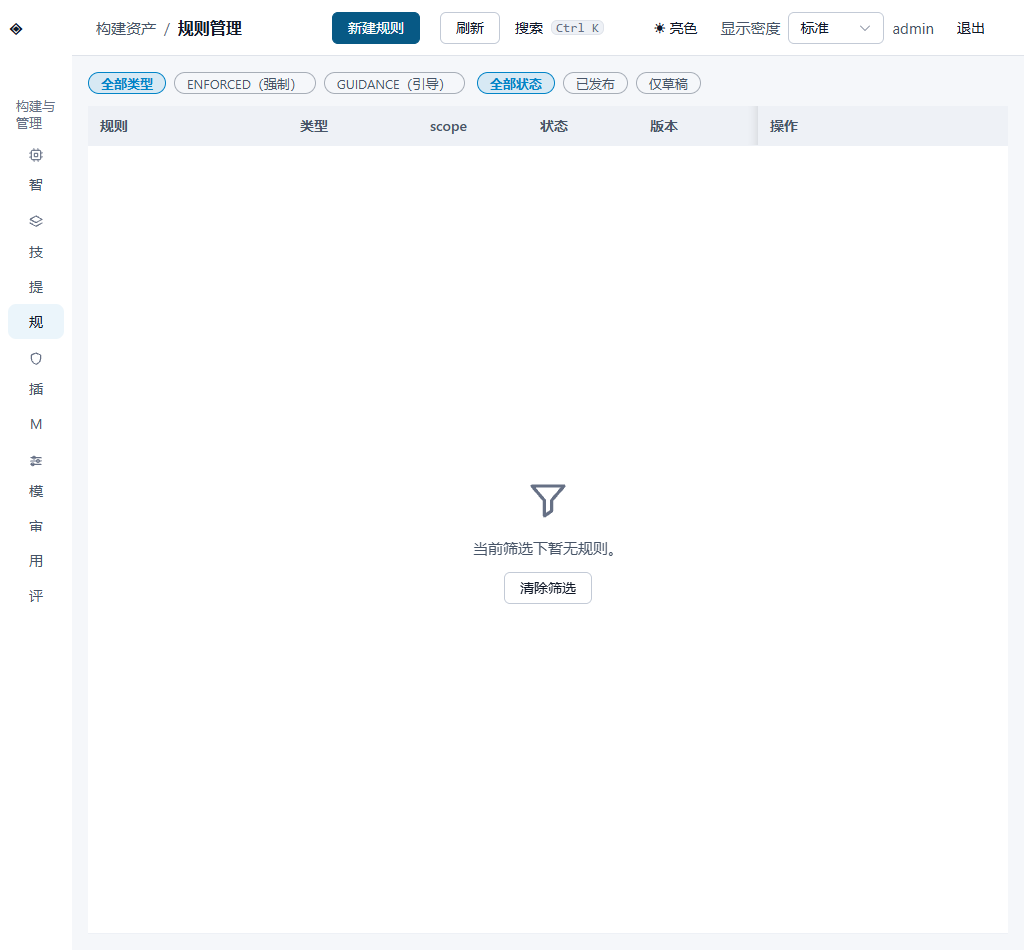 构建资产 / 规则管理
新建规则
刷新
搜索 Ctrl K
亮色
显示密度
标准
admin
退出
构建与
管理
智
技
提
规
插
M
模
审
用
评
全部类型
ENFORCED（强制）
GUIDANCE（引导）
全部状态
已发布
仅草稿
规则
类型
scope
状态
版本
操作
当前筛选下暂无规则。
清除筛选